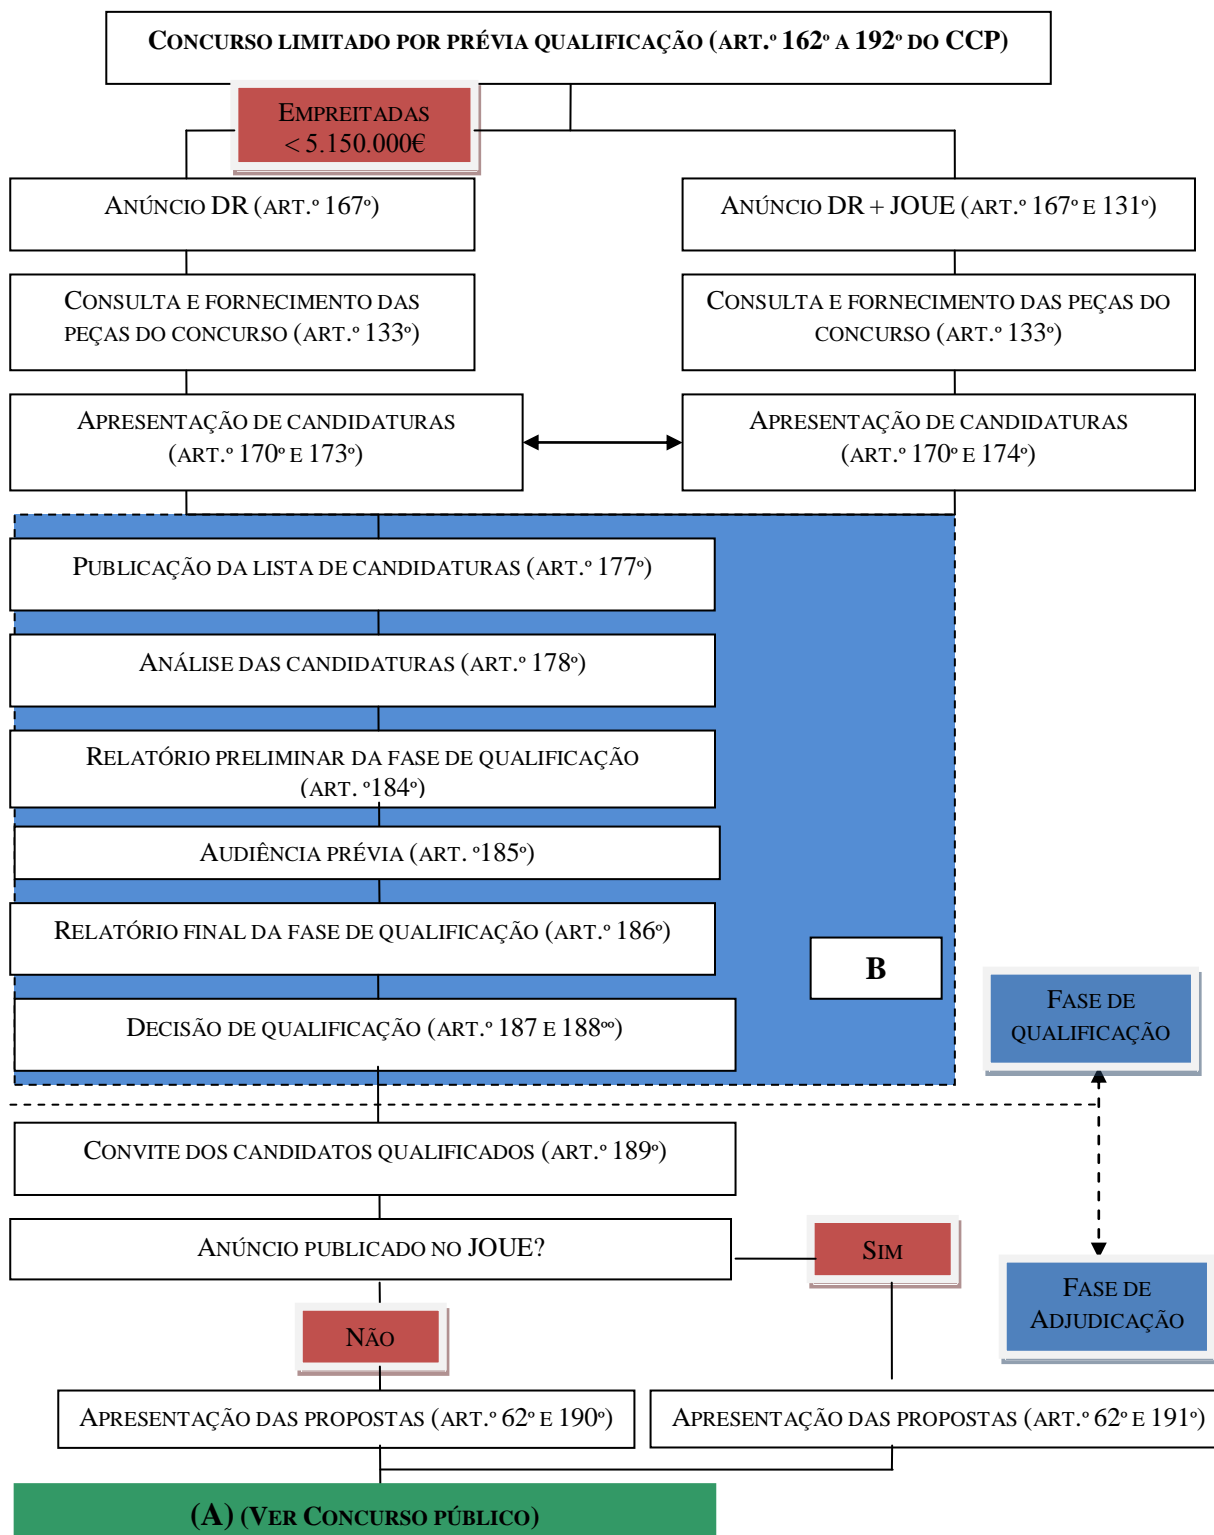 CONCURSO LIMITADO POR PRÉVIA QUALIFICAÇÃO (ART.º 162º A 192º DO CCP)
EMPREITADAS
< 5.150.000€
ANÚNCIO DR (ART.º 167º)
ANÚNCIO DR + JOUE (ART.º 167º E 131º)
CONSULTA E FORNECIMENTO DAS
PEÇAS DO CONCURSO (ART.º 133º)
CONSULTA E FORNECIMENTO DAS PEÇAS DO
CONCURSO (ART.º 133º)
APRESENTAÇÃO DE CANDIDATURAS
(ART.º 170º E 173º)
APRESENTAÇÃO DE CANDIDATURAS
(ART.º 170º E 174º)
PUBLICAÇÃO DA LISTA DE CANDIDATURAS (ART.º 177º)
ANÁLISE DAS CANDIDATURAS (ART.º 178º)
RELATÓRIO PRELIMINAR DA FASE DE QUALIFICAÇÃO
(ART. º184º)
AUDIÊNCIA PRÉVIA (ART. º185º)
RELATÓRIO FINAL DA FASE DE QUALIFICAÇÃO (ART.º 186º)
B
DECISÃO DE QUALIFICAÇÃO (ART.º 187 E 188ºº)
FASE DE
QUALIFICAÇÃO
CONVITE DOS CANDIDATOS QUALIFICADOS (ART.º 189º)
ANÚNCIO PUBLICADO NO JOUE?
SIM
FASE DE
ADJUDICAÇÃO
NÃO
APRESENTAÇÃO DAS PROPOSTAS (ART.º 62º E 190º)
APRESENTAÇÃO DAS PROPOSTAS (ART.º 62º E 191º)
(A) (VER CONCURSO PÚBLICO)